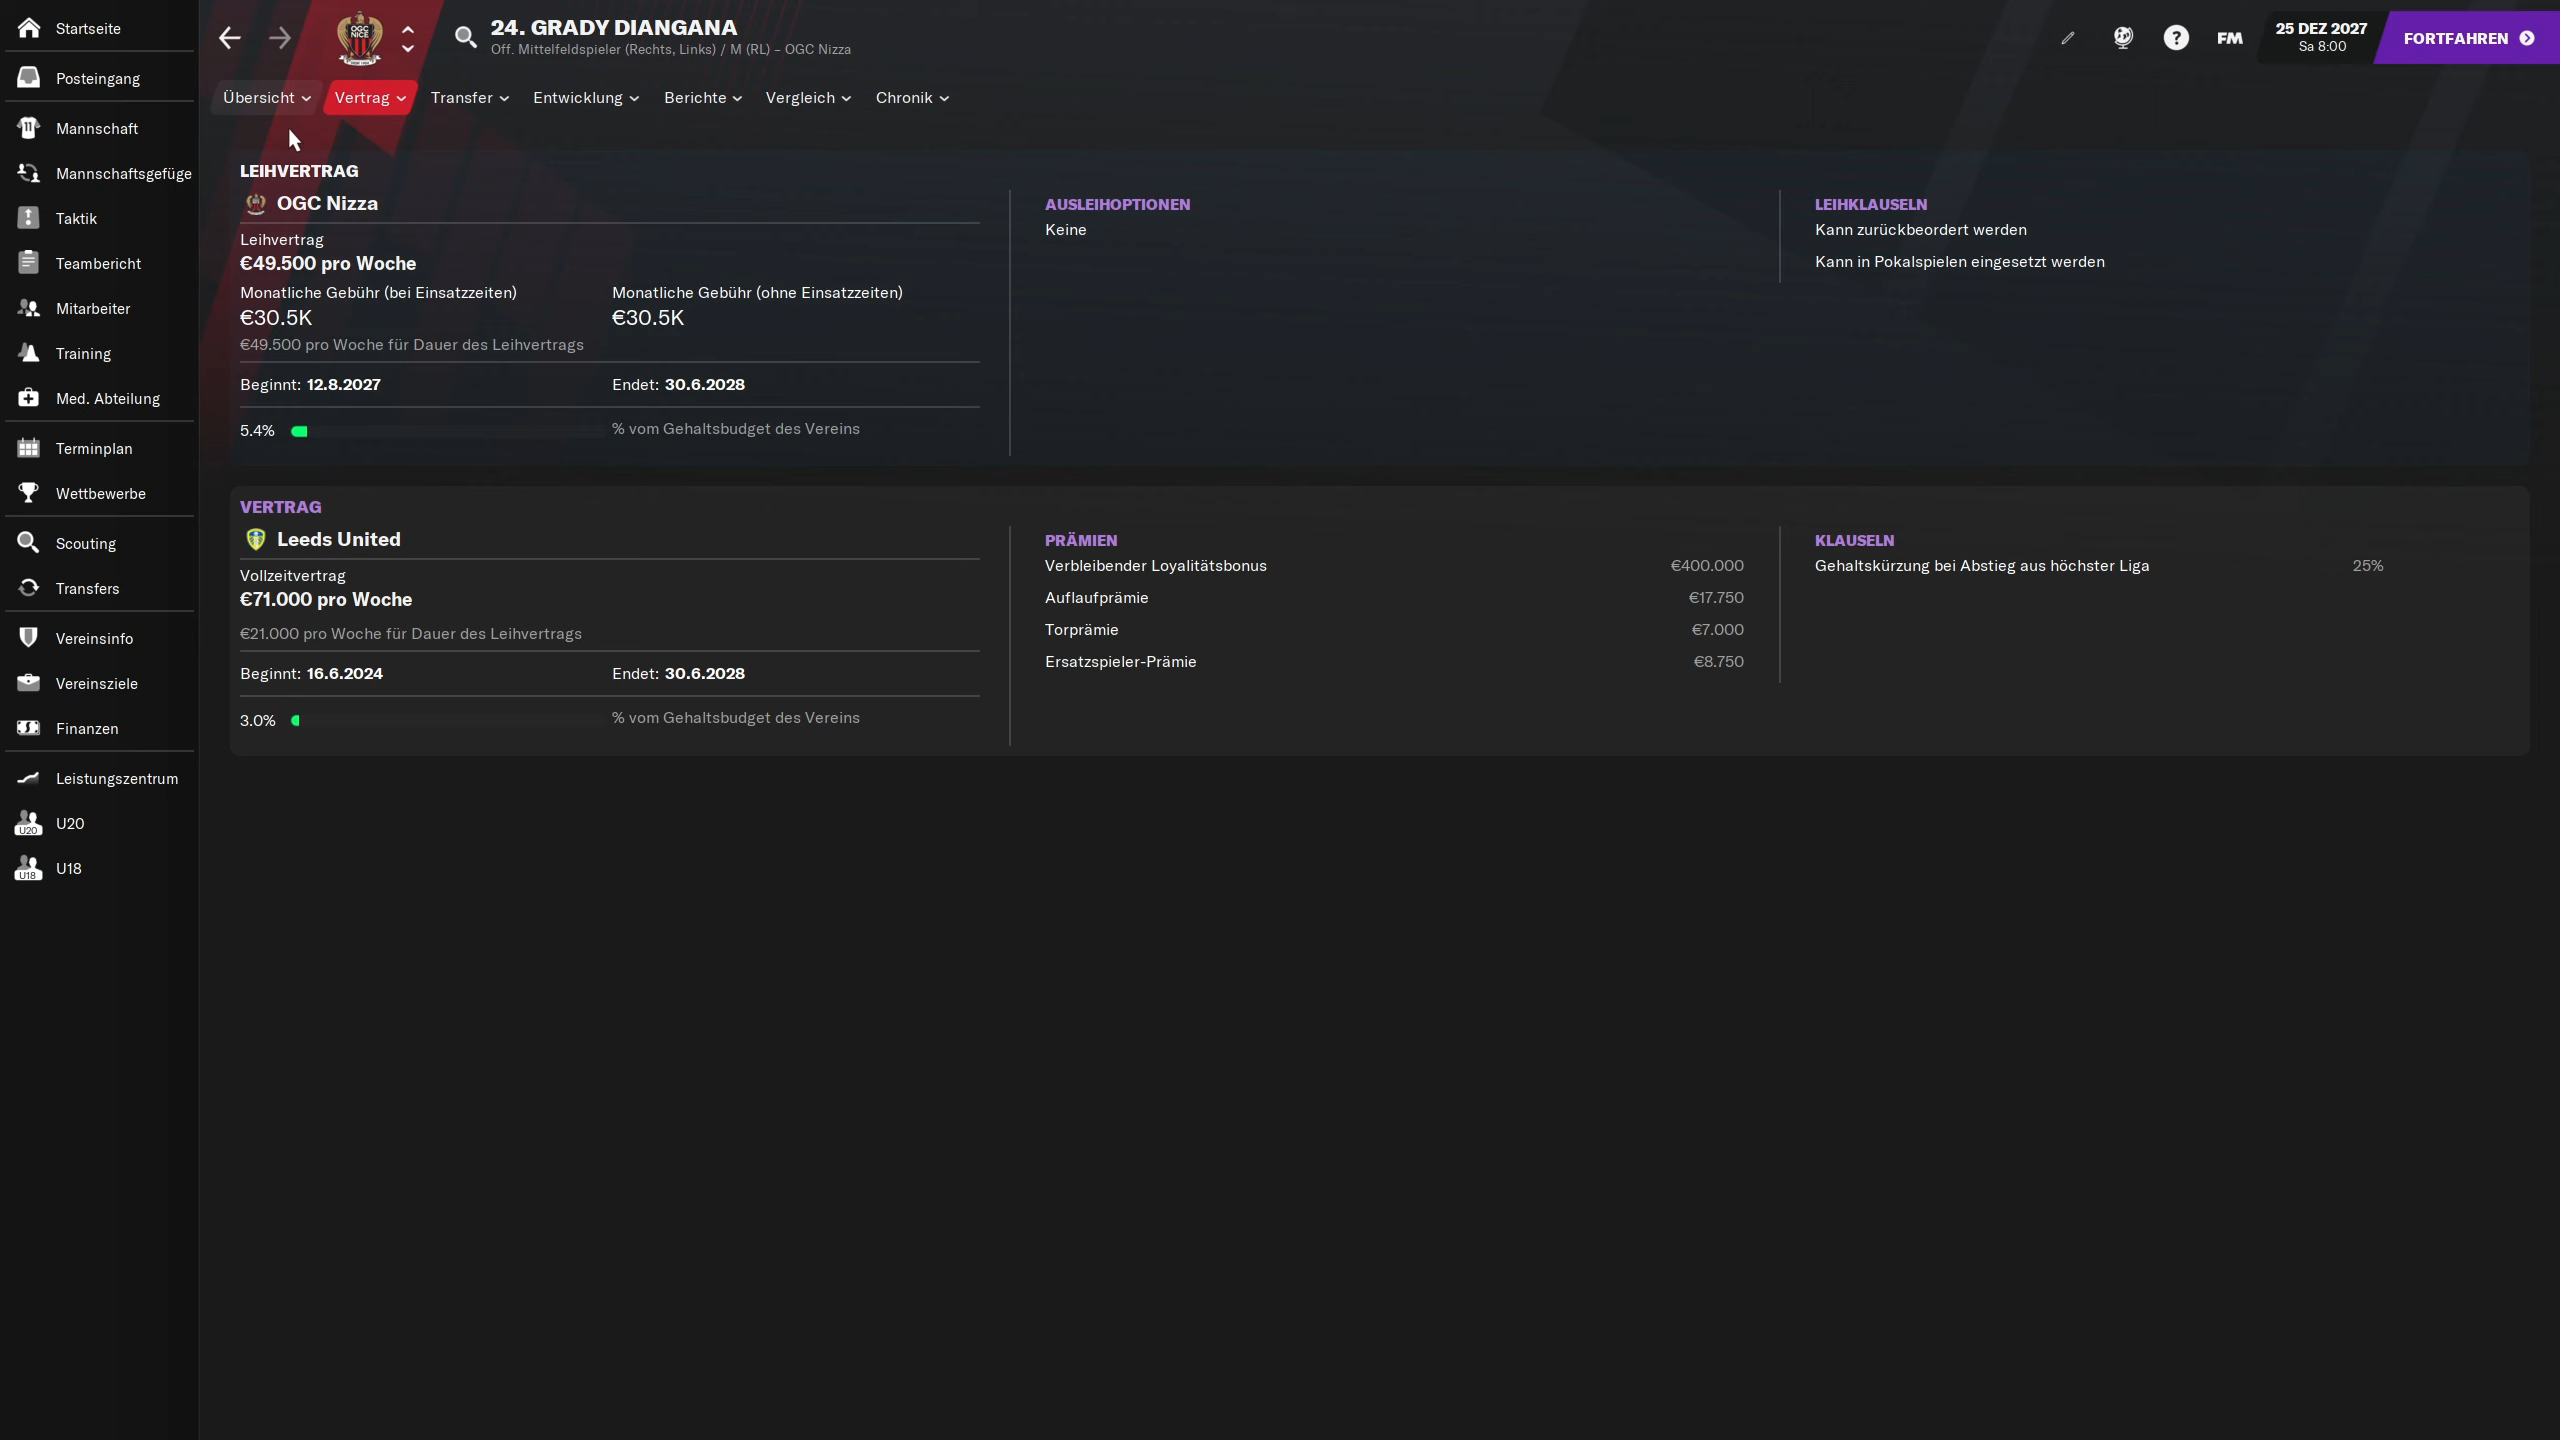 Startseite
Posteingang
Mannschaft
Mannschaftsgefüge
Taktik
Teambericht
Mitarbeiter
Training
Med. Abteilung
Terminplan
Wettbewerbe
Scouting
Transfers
Vereinsinfo
Vereinsziele
Finanzen
Leistungszentrum
U20 U20
U18 U18
OGC NICE
24. GRADY DIANGANA
Off. Mittelfeldspieler (Rechts, Links) / M (RL) – OGC Nizza
FM
25 DEZ 2027
Sa 8:00
FORTFAHREN
Übersicht Vertrag Transfer Entwicklung Berichte Vergleich Chronik
LEIHVERTRAG
OGC Nizza
Leihvertrag
€49.500 pro Woche
Monatliche Gebühr (bei Einsatzzeiten) Monatliche Gebühr (ohne Einsatzzeiten)
€30.5K €30.5K
€49.500 pro Woche für Dauer des Leihvertrags
Beginnt: 12.8.2027 Endet: 30.6.2028
5.4% % vom Gehaltsbudget des Vereins
AUSLEIHOPTIONEN
Keine
LEIHKLAUSELN
Kann zurückbeordert werden
Kann in Pokalspielen eingesetzt werden
VERTRAG
Leeds United
Vollzeitvertrag
€71.000 pro Woche
€21.000 pro Woche für Dauer des Leihvertrags
Beginnt: 16.6.2024 Endet: 30.6.2028
3.0% % vom Gehaltsbudget des Vereins
PRÄMIEN
Verbleibender Loyalitätsbonus €400.000
Auflaufprämie €17.750
Torprämie €7.000
Ersatzspieler-Prämie €8.750
KLAUSELN
Gehaltskürzung bei Abstieg aus höchster Liga 25%